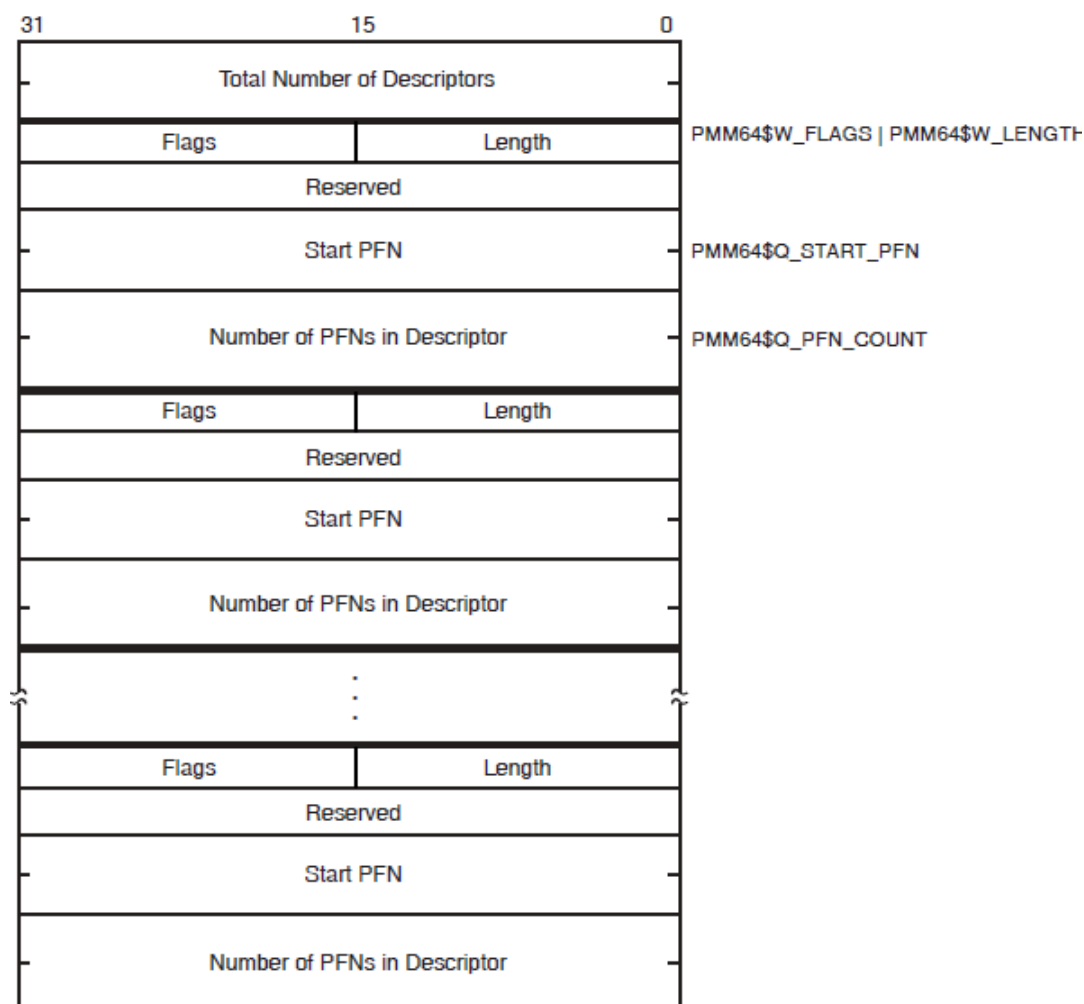 31 15 0
Total Number of Descriptors
Flags Length PMM64$W_FLAGS | PMM64$W_LENGTH
Reserved
Start PFN PMM64$Q_START_PFN
Number of PFNs in Descriptor PMM64$Q_PFN_COUNT
Flags Length
Reserved
Start PFN
Number of PFNs in Descriptor
Flags Length
Reserved
Start PFN
Number of PFNs in Descriptor